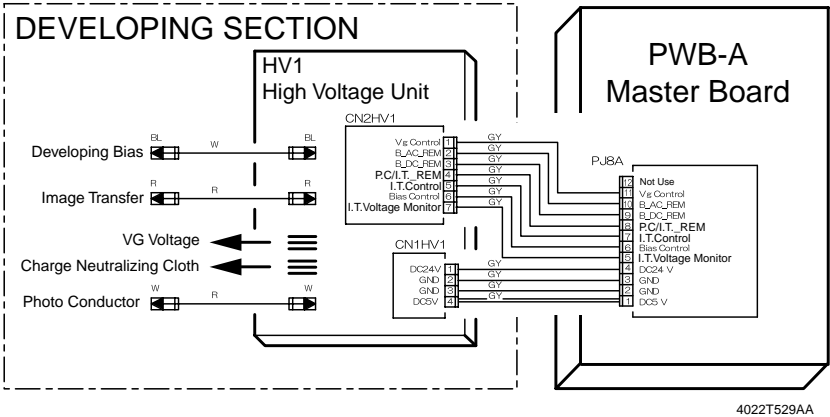 DEVELOPING SECTION
HV1
High Voltage Unit
PWB-A
Master Board
CN2HV1
Vg Control 1 GY
B_AC_REM 2 GY
B_DC_REM 3 GY
P.C/I.T._REM 4 GY
I.T.Control 5 GY
Bias Control 6 GY
I.T.Voltage Monitor 7 GY
PJ8A
12 Not Use
11 Vg Control
10 B_AC_REM
9 B_DC_REM
8 P.C/I.T._REM
7 I.T.Control
6 Bias Control
5 I.T.Voltage Monitor
4 DC24 V
3 GND
2 GND
1 DC5 V
CN1HV1
DC24V 1 GY
GND 2 GY
GND 3 GY
DC5V 4 GY
BL W BL
Developing Bias
R R R
Image Transfer
VG Voltage
Charge Neutralizing Cloth
W R W
Photo Conductor
4022T529AA